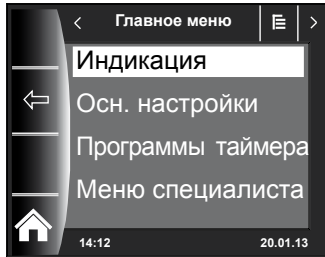 Главное меню
Индикация
Осн. настройки
Программы таймера
Меню специалиста
14:12 20.01.13